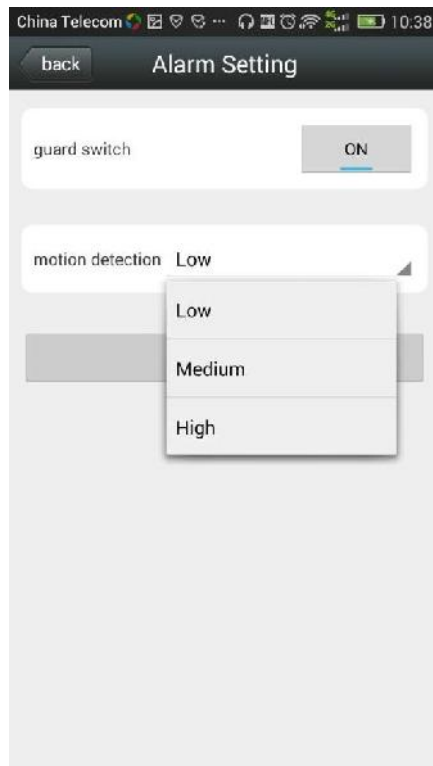 China Telecom 10:38
back Alarm Setting
guard switch ON
motion detection Low
Low
Medium
High